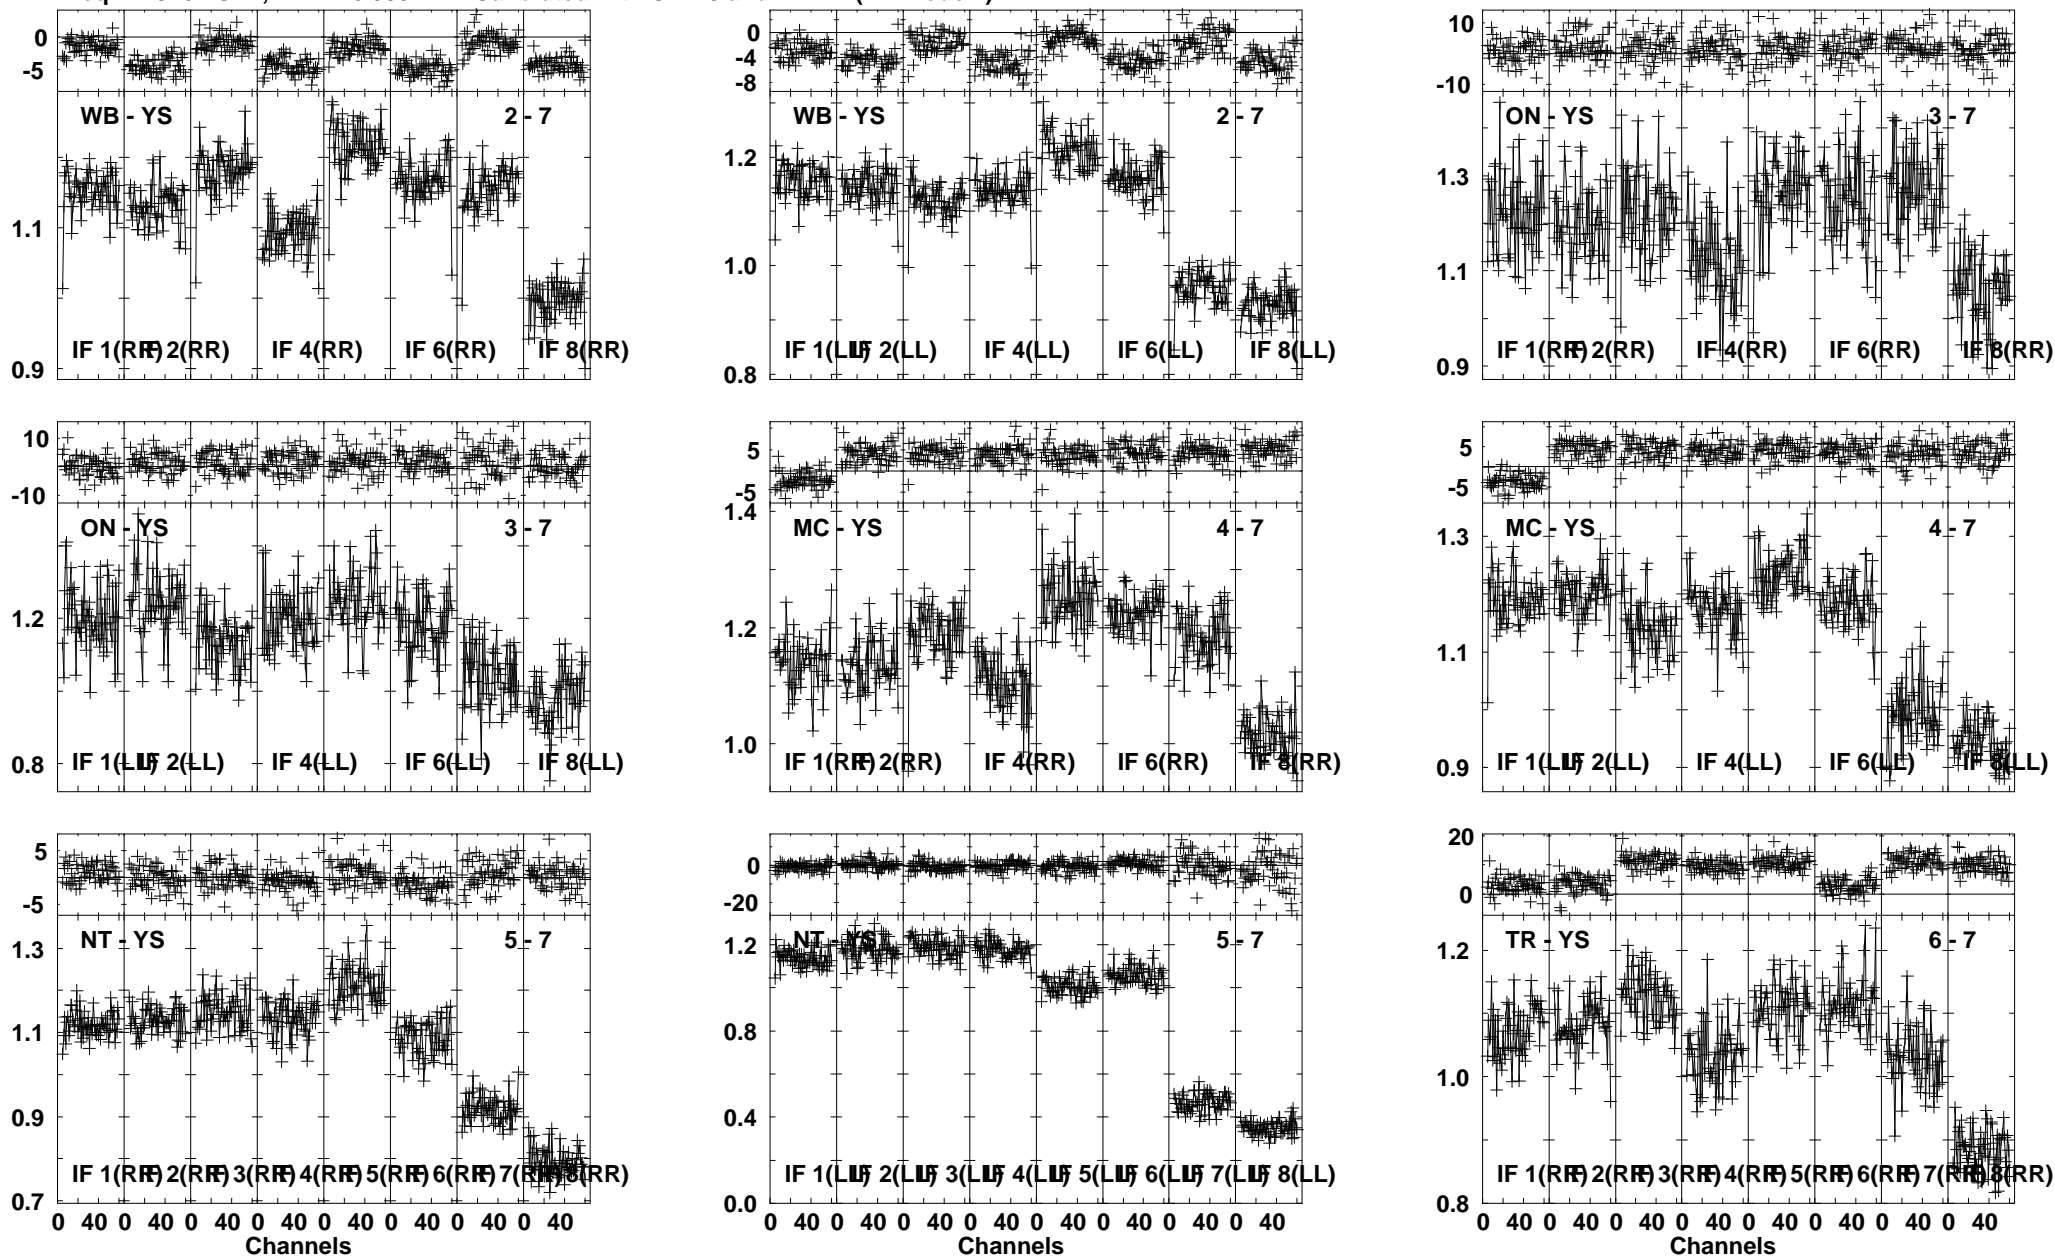 0
-5
WB - YS 2 - 7
1.1
0.9
IF 1(RR) IF 2(RR) IF 4(RR) IF 6(RR) IF 8(RR)
0
-4
-8
WB - YS 2 - 7
1.2
1.0
0.8
IF 1(LL) IF 2(LL) IF 4(LL) IF 6(LL) IF 8(LL)
10
-10
ON - YS 3 - 7
1.3
1.1
0.9
IF 1(RR) IF 2(RR) IF 4(RR) IF 6(RR) IF 8(RR)
10
-10
ON - YS 3 - 7
1.2
0.8
IF 1(LL) IF 2(LL) IF 4(LL) IF 6(LL) IF 8(LL)
5
-5
1.4
MC - YS 4 - 7
1.2
1.0
IF 1(RR) IF 2(RR) IF 4(RR) IF 6(RR) IF 8(RR)
5
-5
MC - YS 4 - 7
1.3
1.1
0.9
IF 1(LL) IF 2(LL) IF 4(LL) IF 6(LL) IF 8(LL)
5
-5
NT - YS 5 - 7
1.3
1.1
0.9
0.7
IF 1(RR) IF 2(RR) IF 3(RR) IF 4(RR) IF 5(RR) IF 6(RR) IF 7(RR) IF 8(RR)
0 40 0 40 0 40 0 40 0 40 0 40 0 40 0 40
Channels
0
-20
NT - YS 5 - 7
1.2
0.8
0.4
0.0
IF 1(LL) IF 2(LL) IF 3(LL) IF 4(LL) IF 5(LL) IF 6(LL) IF 7(LL) IF 8(LL)
0 40 0 40 0 40 0 40 0 40 0 40 0 40 0 40
Channels
20
0
TR - YS 6 - 7
1.2
1.0
0.8
IF 1(RR) IF 2(RR) IF 3(RR) IF 4(RR) IF 5(RR) IF 6(RR) IF 7(RR) IF 8(RR)
0 40 0 40 0 40 0 40 0 40 0 40 0 40 0 40
Channels